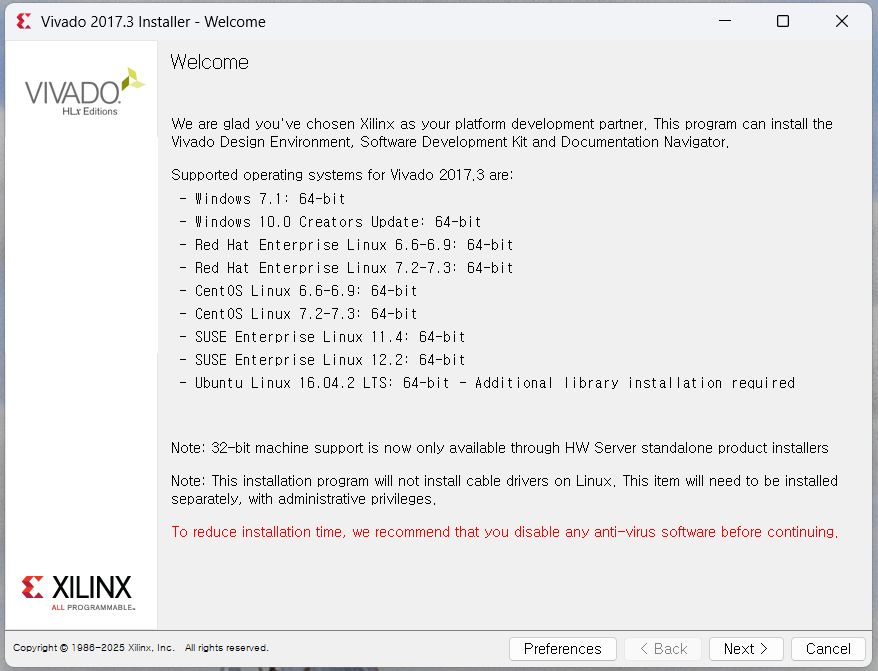 Vivado 2017.3 Installer - Welcome
VIVADO.
HLx Editions
Welcome
We are glad you've chosen Xilinx as your platform development partner. This program can install the
Vivado Design Environment, Software Development Kit and Documentation Navigator.
Supported operating systems for Vivado 2017.3 are:
- Windows 7.1: 64-bit
- Windows 10.0 Creators Update: 64-bit
- Red Hat Enterprise Linux 6.6-6.9: 64-bit
- Red Hat Enterprise Linux 7.2-7.3: 64-bit
- CentOS Linux 6.6-6.9: 64-bit
- CentOS Linux 7.2-7.3: 64-bit
- SUSE Enterprise Linux 11.4: 64-bit
- SUSE Enterprise Linux 12.2: 64-bit
- Ubuntu Linux 16.04.2 LTS: 64-bit - Additional library installation required
Note: 32-bit machine support is now only available through HW Server standalone product installers
Note: This installation program will not install cable drivers on Linux. This item will need to be installed
separately, with administrative privileges.
To reduce installation time, we recommend that you disable any anti-virus software before continuing.
XILINX
ALL PROGRAMMABLE™
Copyright © 1986-2025 Xilinx, Inc. All rights reserved.
Preferences
< Back
Next >
Cancel